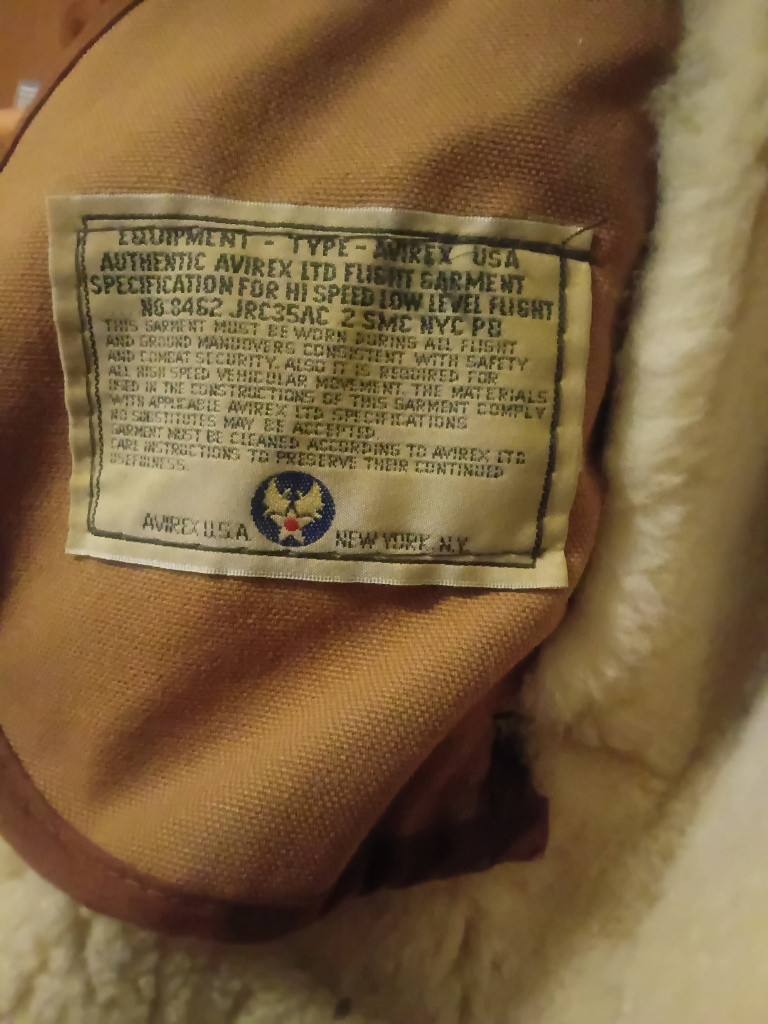 EQUIPMENT - TYPE - AVIREX USA
AUTHENTIC AVIREX LTD FLIGHT GARMENT
SPECIFICATION FOR HI SPEED LOW LEVEL FLIGHT
NO.8462 JRC35AC 2 SMC NYC PB
THIS GARMENT MUST BE WORN DURING ALL FLIGHT
AND GROUND MANUOVERS CONSISTENT WITH SAFETY
AND COMBAT SECURITY. ALSO IT IS REQUIRED FOR
ALL HIGH SPEED VEHICULAR MOVEMENT. THE MATERIALS
USED IN THE CONSTRUCTIONS OF THIS GARMENT COMPLY
WITH APPLICABLE AVIREX LTD SPECIFICATIONS
NO SUBSTITUTES MAY BE ACCEPTED.
GARMENT MUST BE CLEANED ACCORDING TO AVIREX LTD
CARE INSTRUCTIONS TO PRESERVE THEIR CONTINUED
USEFULNESS.
AVIREX U.S.A. NEW YORK, N.Y.